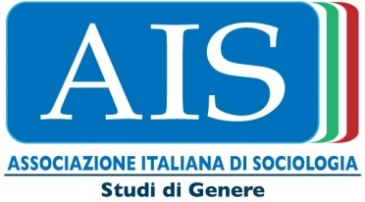 AIS
ASSOCIAZIONE ITALIANA DI SOCIOLOGIA
Studi di Genere